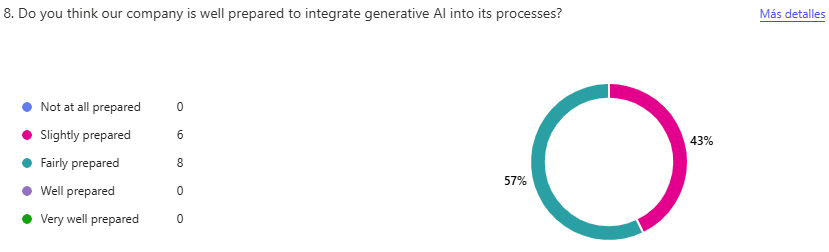 8. Do you think our company is well prepared to integrate generative AI into its processes?
Más detalles
Not at all prepared 0
Slightly prepared 6
Fairly prepared 8
Well prepared 0
Very well prepared 0
43%
57%